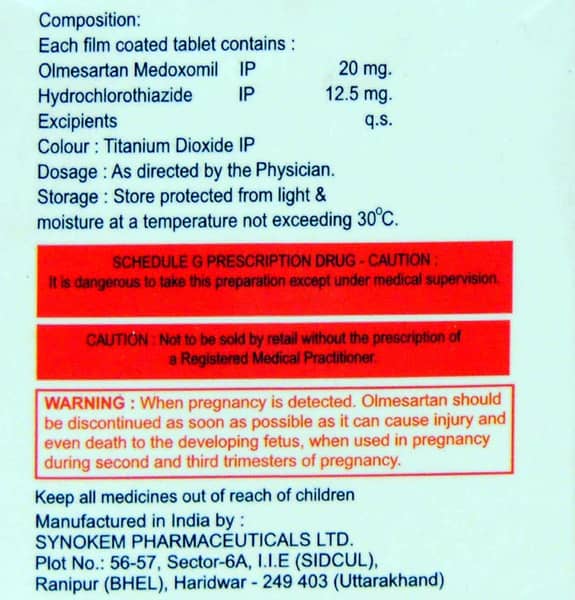 Composition:
Each film coated tablet contains :
Olmesartan Medoxomil IP 20 mg.
Hydrochlorothiazide IP 12.5 mg.
Excipients q.s.
Colour : Titanium Dioxide IP
Dosage : As directed by the Physician.
Storage : Store protected from light &
moisture at a temperature not exceeding 30°C.
SCHEDULE G PRESCRIPTION DRUG - CAUTION :
It is dangerous to take this preparation except under medical supervision.
CAUTION : Not to be sold by retail without the prescription of
a Registered Medical Practitioner.
WARNING : When pregnancy is detected. Olmesartan should
be discontinued as soon as possible as it can cause injury and
even death to the developing fetus, when used in pregnancy
during second and third trimesters of pregnancy.
Keep all medicines out of reach of children
Manufactured in India by :
SYNOKEM PHARMACEUTICALS LTD.
Plot No.: 56-57, Sector-6A, I.I.E (SIDCUL),
Ranipur (BHEL), Haridwar - 249 403 (Uttarakhand)